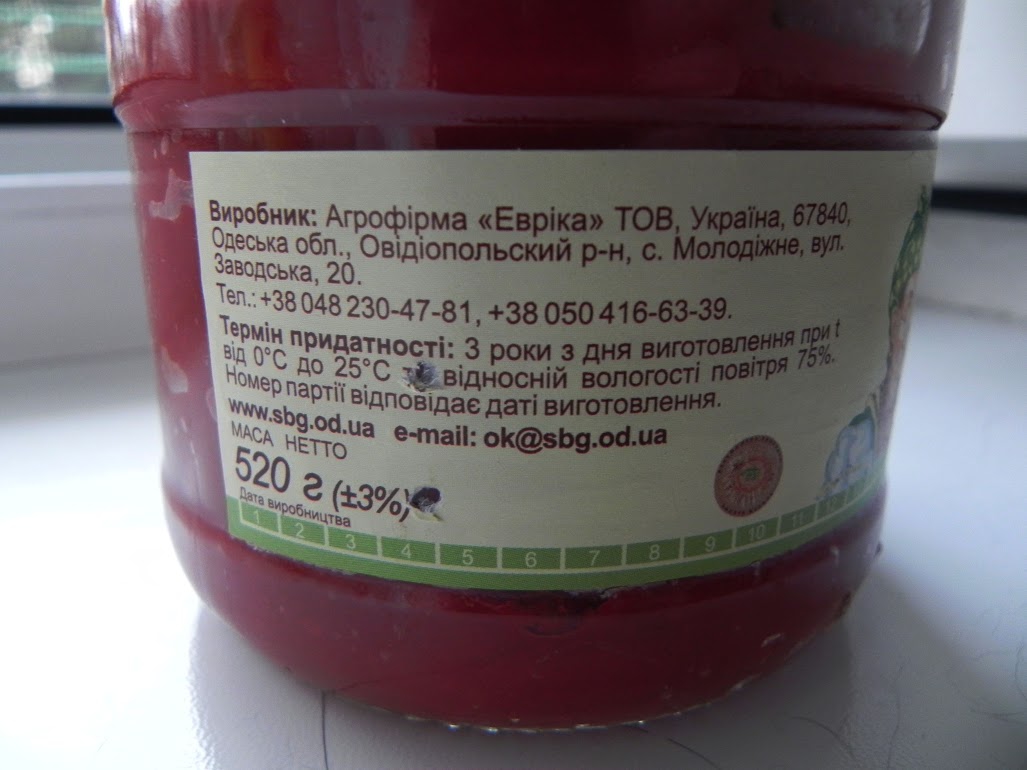 Виробник: Агрофірма «Евріка» ТОВ, Україна, 67840,
Одеська обл., Овідіопольский р-н, с. Молодіжне, вул.
Заводська, 20.
Тел.: +38 048 230-47-81, +38 050 416-63-39.
Термін придатності: 3 роки з дня виготовлення при t
від 0°С до 25°С відносній вологості повітря 75%.
Номер партії відповідає даті виготовлення.
www.sbg.od.ua e-mail: ok@sbg.od.ua
МАСА НЕТТО
520 г (±3%)
Дата виробництва
1 2 3 4 5 6 7 8 9 10 11 12